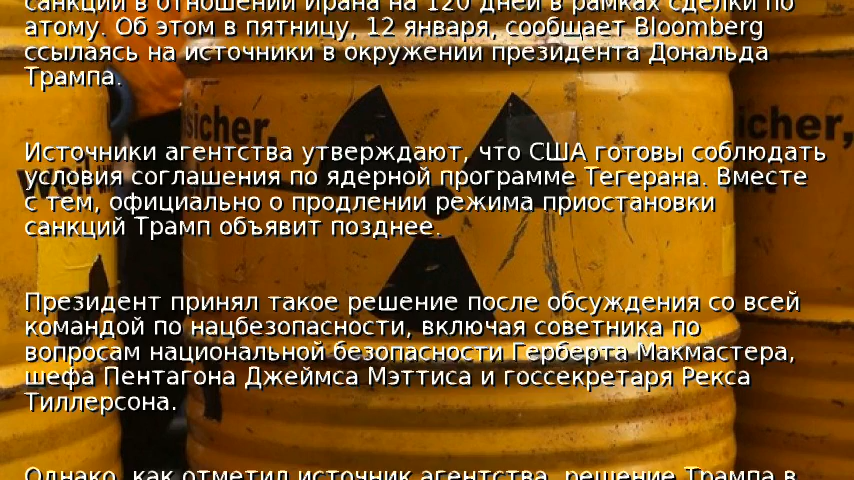 санкций в отношении Ирана на 120 дней в рамках сделки по
атому. Об этом в пятницу, 12 января, сообщает Bloomberg
ссылаясь на источники в окружении президента Дональда
Трампа.
sicher,
icher,
Источники агентства утверждают, что США готовы соблюдать
условия соглашения по ядерной программе Тегерана. Вместе
с тем, официально о продлении режима приостановки
санкций Трамп объявит позднее.
Президент принял такое решение после обсуждения со всей
командой по нацбезопасности, включая советника по
вопросам национальной безопасности Герберта Макмастера,
шефа Пентагона Джеймса Мэттиса и госсекретаря Рекса
Тиллерсона.
Однако, как отметил источник агентства, решение Трампа в